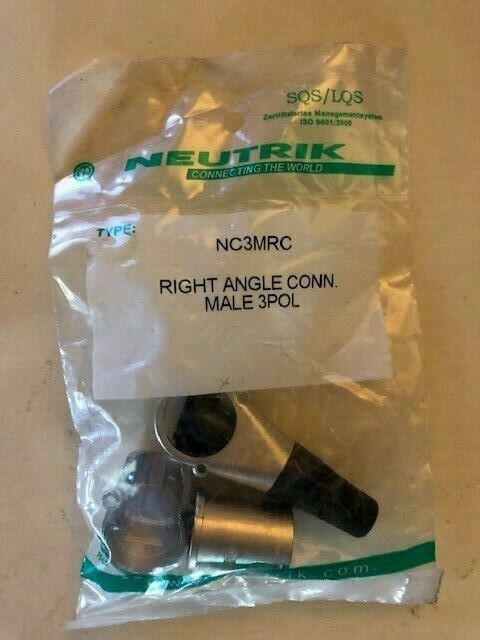 SQS/LQS
Zertifiziertes Managementsystem
ISO 9001:2000
NEUTRIK
CONNECTING THE WORLD
TYPE:
NC3MRC
RIGHT ANGLE CONN.
MALE 3POL